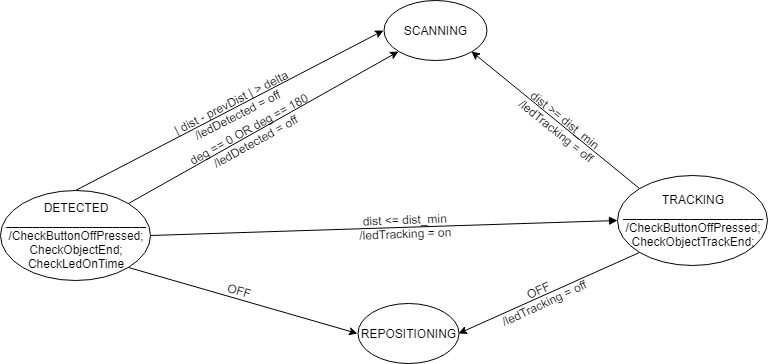 SCANNING
| dist - prevDist | > delta
/ledDetected = off
deg == 0 OR deg == 180
/ledDetected = off
dist >= dist_min
/ledTracking = off
DETECTED
/CheckButtonOffPressed;
CheckObjectEnd;
CheckLedOnTime
dist <= dist_min
/ledTracking = on
TRACKING
/CheckButtonOffPressed;
CheckObjectTrackEnd;
OFF
OFF
/ledTracking = off
REPOSITIONING